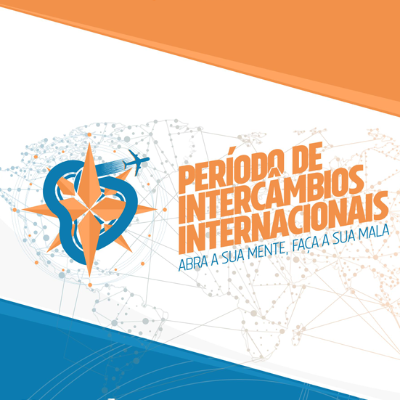 PERÍODO DE
INTERCÂMBIOS
INTERNACIONAIS
ABRA A SUA MENTE, FAÇA A SUA MALA